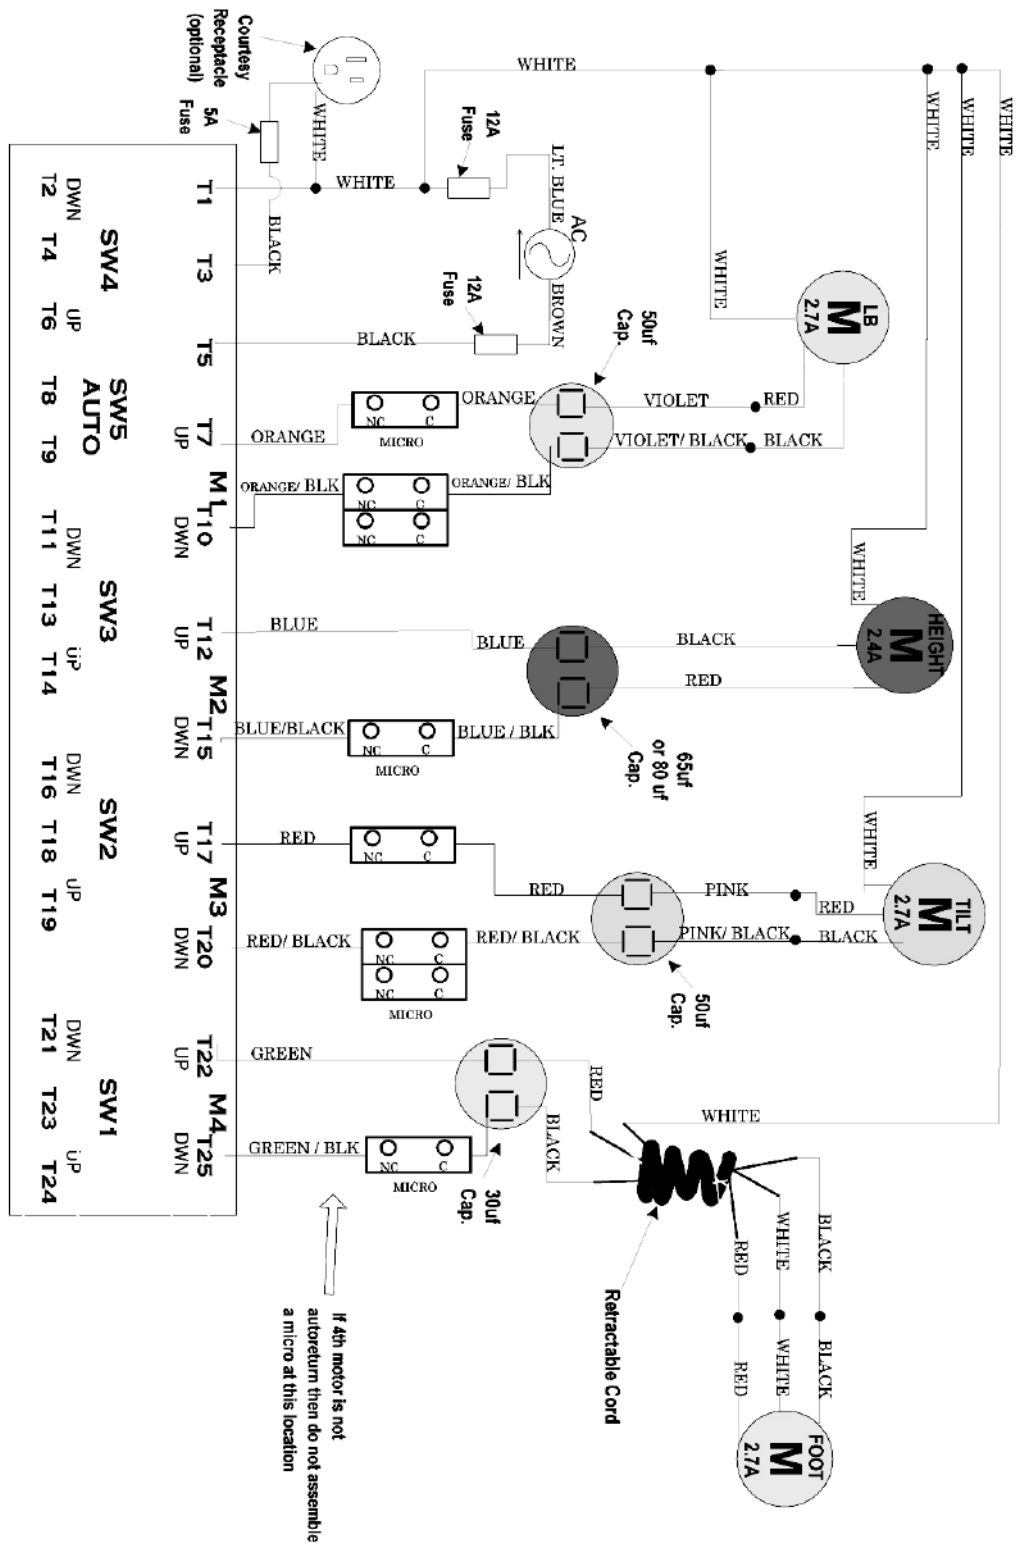 Courtesy
Receptacle
(optional)
5A
Fuse
WHITE
BLACK
WHITE
WHITE
12A
Fuse
LT. BLUE
AC
BROWN
12A
Fuse
BLACK
WHITE
WHITE
WHITE
WHITE
LB
M
2.7A
50uf
Cap.
ORANGE
NC
C
MICRO
ORANGE
VIOLET
RED
VIOLET/ BLACK
BLACK
ORANGE/ BLK
NC
C
NC
C
ORANGE/ BLK
WHITE
HEIGHT
M
2.4A
BLUE
BLUE
BLACK
RED
BLUE/BLACK
NC
C
MICRO
BLUE / BLK
65uf
or 80 uf
Cap.
WHITE
TILT
M
2.7A
RED
NC
C
RED
PINK
RED
RED/ BLACK
NC
C
NC
C
MICRO
RED/ BLACK
PINK/ BLACK
BLACK
50uf
Cap.
GREEN
RED
BLACK
WHITE
GREEN / BLK
NC
C
MICRO
30uf
Cap.
Retractable Cord
BLACK
WHITE
RED
BLACK
WHITE
RED
FOOT
M
2.7A
If 4th motor is not
autoreturn then do not assemble
a micro at this location
T1
T3
T5
T7
UP
M1
T10
DWN
T12
UP
M2
T15
DWN
T17
UP
M3
T20
DWN
T22
UP
M4
T25
DWN
SW4
SW5
AUTO
SW3
SW2
SW1
T2
DWN
T4
T6
UP
T8
T9
T11
DWN
T13
T14
UP
T16
DWN
T18
T19
UP
T21
DWN
T23
T24
UP